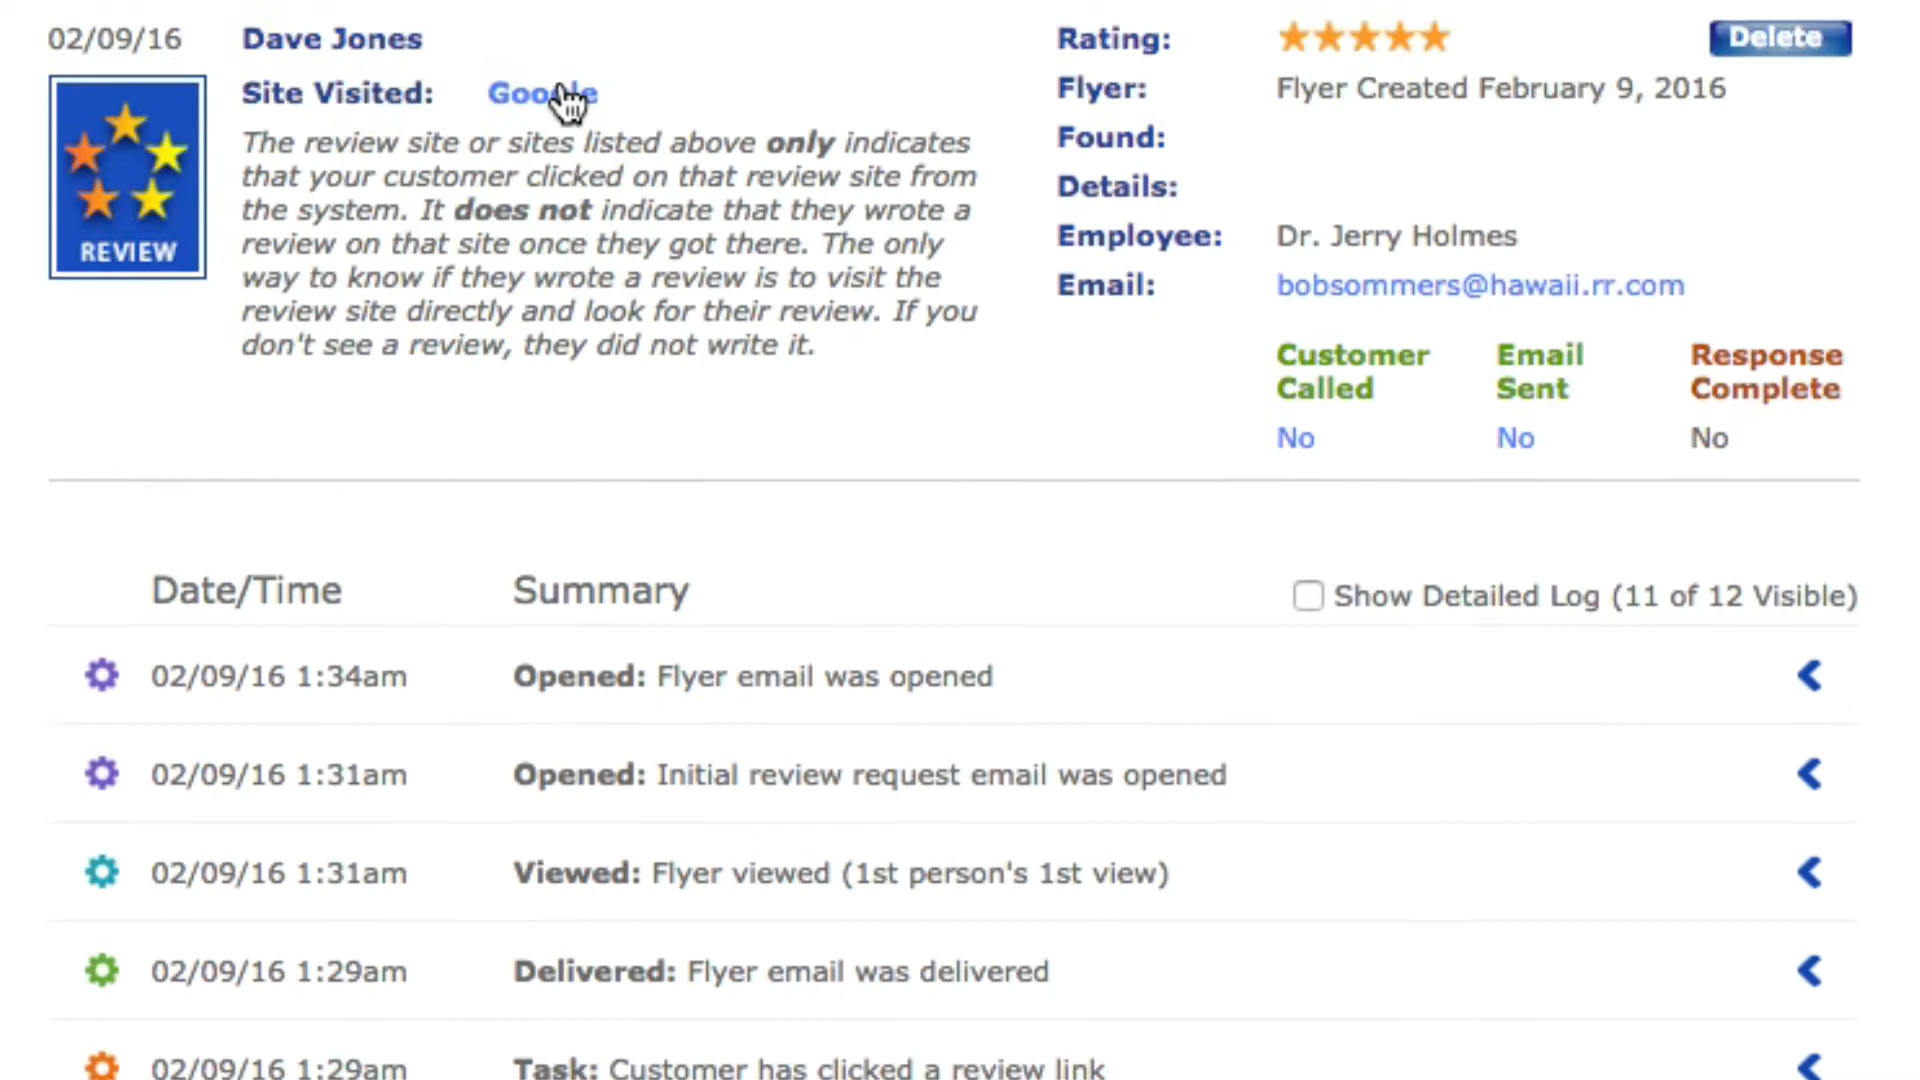 02/09/16
Dave Jones
Rating:
Delete
Site Visited:
Flyer:
Flyer Created February 9, 2016
The review site or sites listed above only indicates
that your customer clicked on that review site from
the system. It does not indicate that they wrote a
review on that site once they got there. The only
way to know if they wrote a review is to visit the
review site directly and look for their review. If you
don't see a review, they did not write it.
REVIEW
Found:
Details:
Employee: Dr. Jerry Holmes
Email: bobsommers@hawaii.rr.com
Customer
Called
Email
Sent
Response
Complete
No
No
No
Date/Time
Summary
Show Detailed Log (11 of 12 Visible)
02/09/16 1:34am
Opened: Flyer email was opened
02/09/16 1:31am
Opened: Initial review request email was opened
02/09/16 1:31am
Viewed: Flyer viewed (1st person's 1st view)
02/09/16 1:29am
Delivered: Flyer email was delivered
02/09/16 1:29am
Task: Customer has clicked a review link